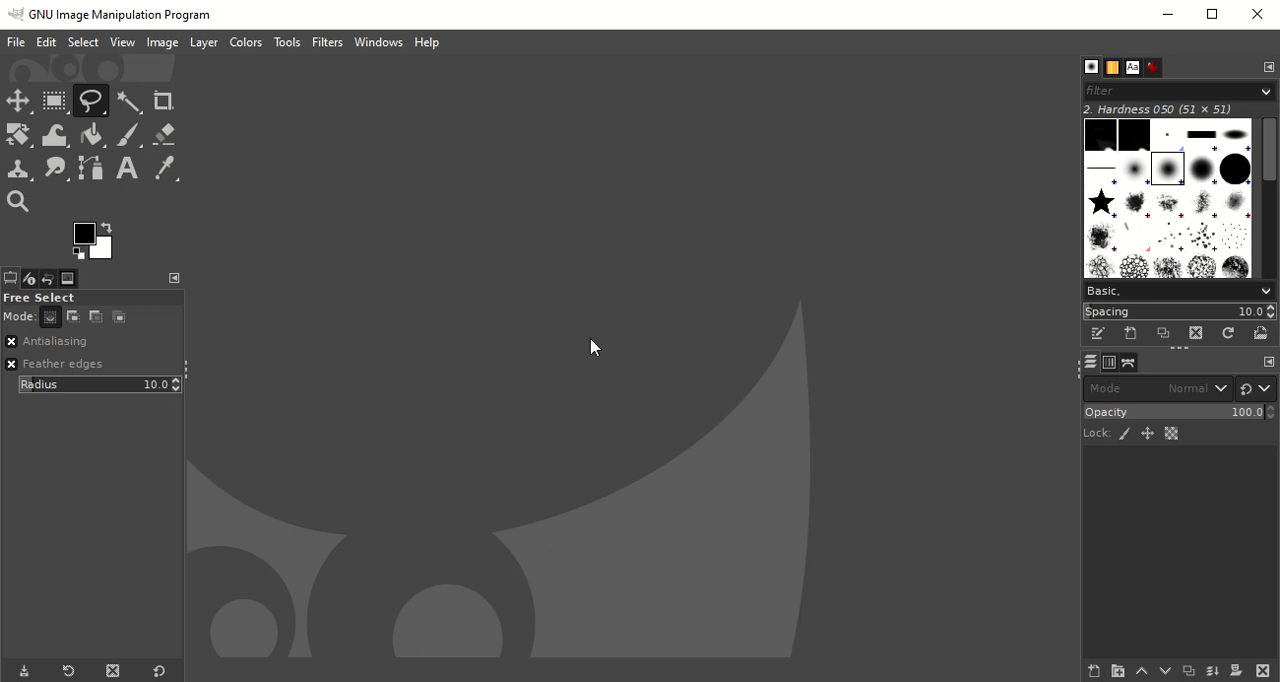 GNU Image Manipulation Program
File Edit Select View Image Layer Colors Tools Filters Windows Help
Free Select
Mode:
Antialiasing
Feather edges
Radius 10.0
Aa
filter
2. Hardness 050 (51 × 51)
Basic,
Spacing 10.0
Mode Normal
Opacity 100.0
Lock: